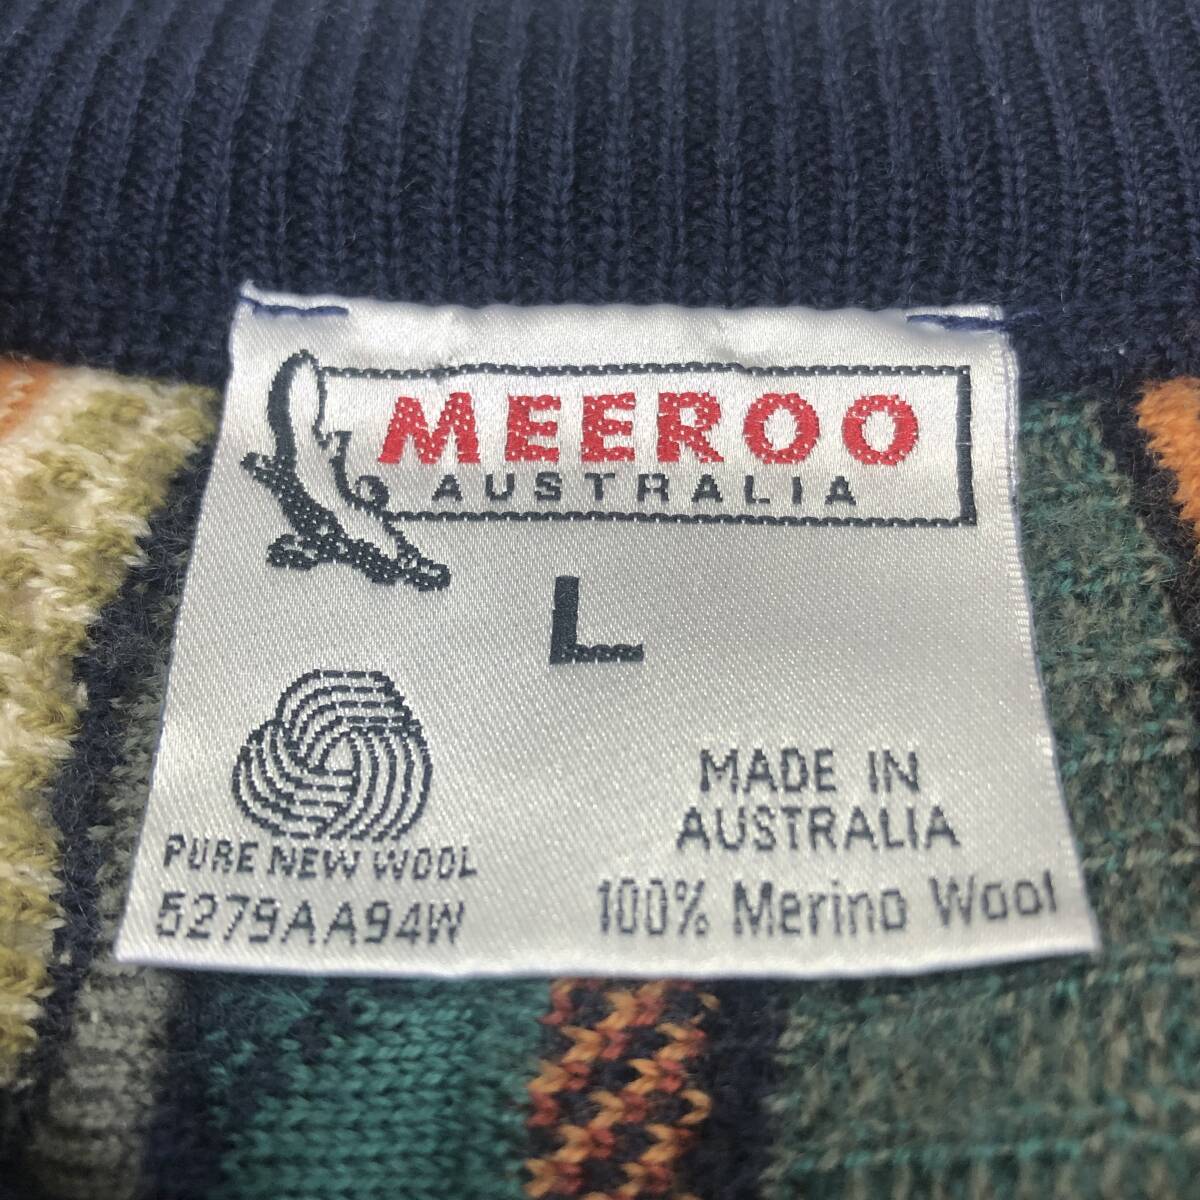 MEEROO
AUSTRALIA
L
MADE IN
AUSTRALIA
PURE NEW WOOL
5279AA94W
100% Merino Wool